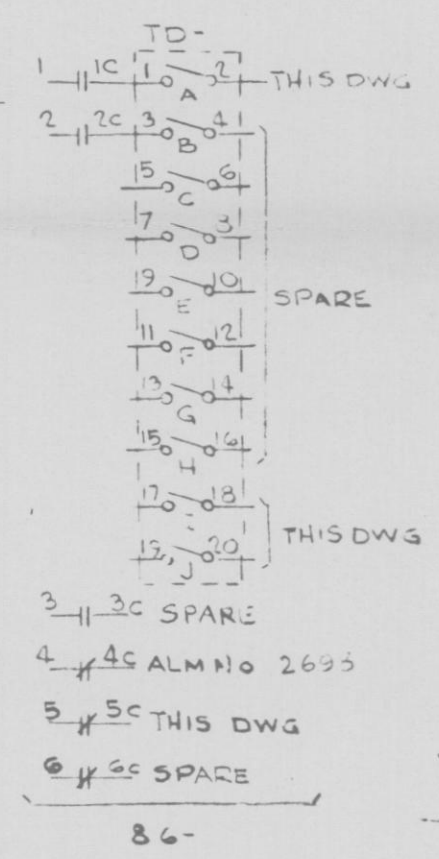 TD-
1 1C 1 2 THIS DWG
A
2 2C 3 4
B
5 6
C
7 8
D
9 10
E
SPARE
11 12
F
13 14
G
15 16
H
17 18
THIS DWG
19 20
J
3 3C SPARE
4 4C ALM NO
5 5C THIS DWG
6 6C SPARE
86-